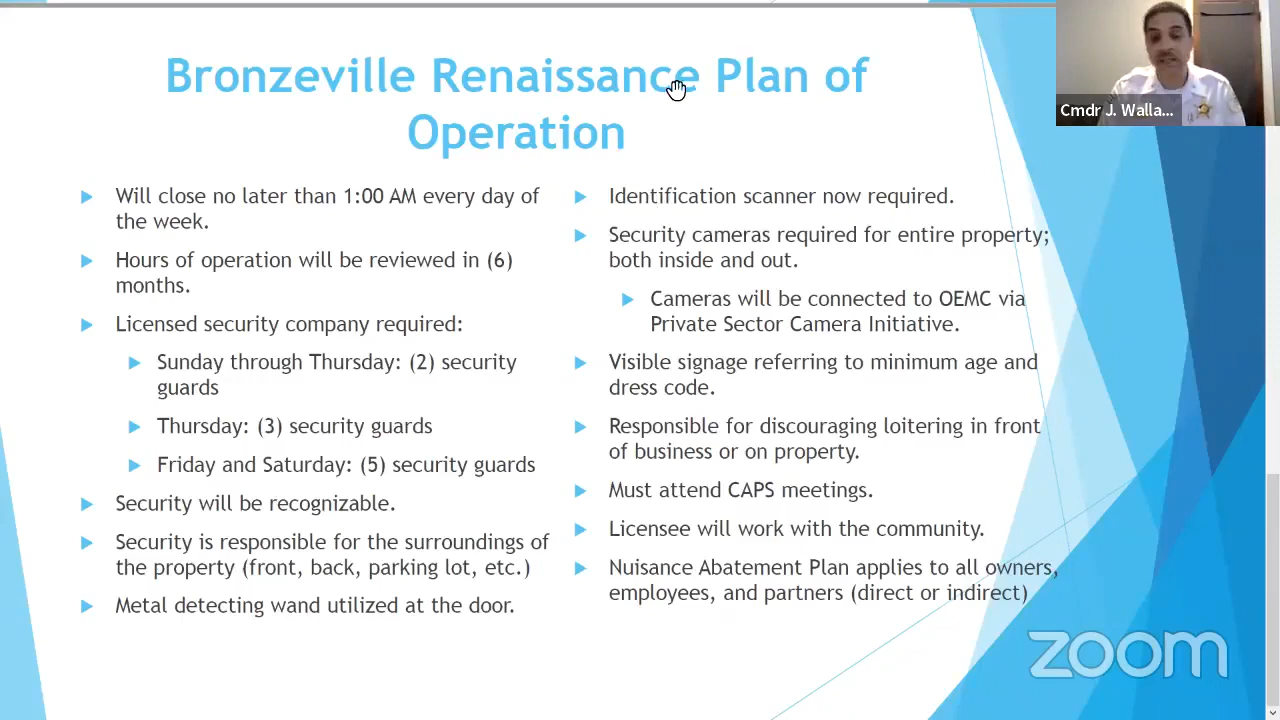 Bronzeville Renaissance Plan of
Operation
Will close no later than 1:00 AM every day of
the week.
Hours of operation will be reviewed in (6)
months.
Licensed security company required:
Sunday through Thursday: (2) security
guards
Thursday: (3) security guards
Friday and Saturday: (5) security guards
Security will be recognizable.
Security is responsible for the surroundings of
the property (front, back, parking lot, etc.)
Metal detecting wand utilized at the door.
Identification scanner now required.
Security cameras required for entire property;
both inside and out.
Cameras will be connected to OEMC via
Private Sector Camera Initiative.
Visible signage referring to minimum age and
dress code.
Responsible for discouraging loitering in front
of business or on property.
Must attend CAPS meetings.
Licensee will work with the community.
Nuisance Abatement Plan applies to all owners,
employees, and partners (direct or indirect)
Cmdr J. Walla...
zoom